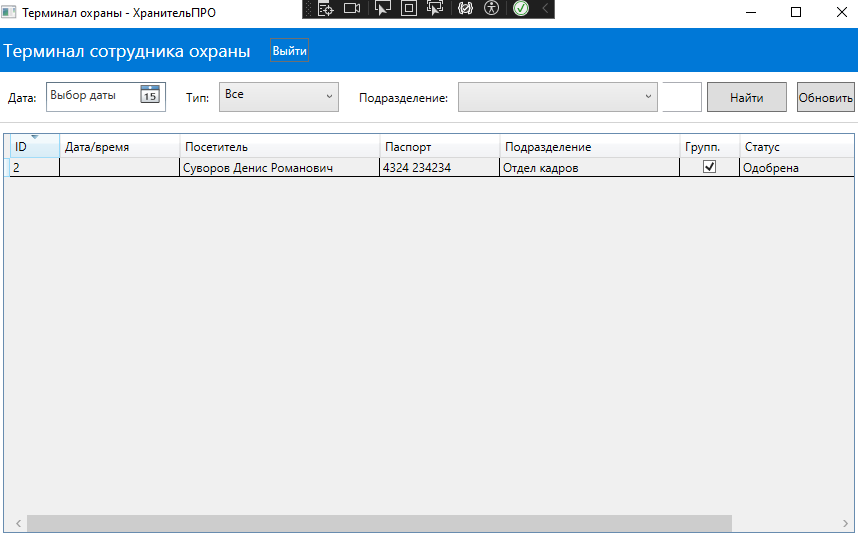 Терминал охраны - ХранительПРО
Терминал сотрудника охраны Выйти
Дата: Выбор даты 15 Тип: Все Подразделение: Найти Обновить
ID Дата/время Посетитель Паспорт Подразделение Групп. Статус
2 Суворов Денис Романович 4324 234234 Отдел кадров Одобрена